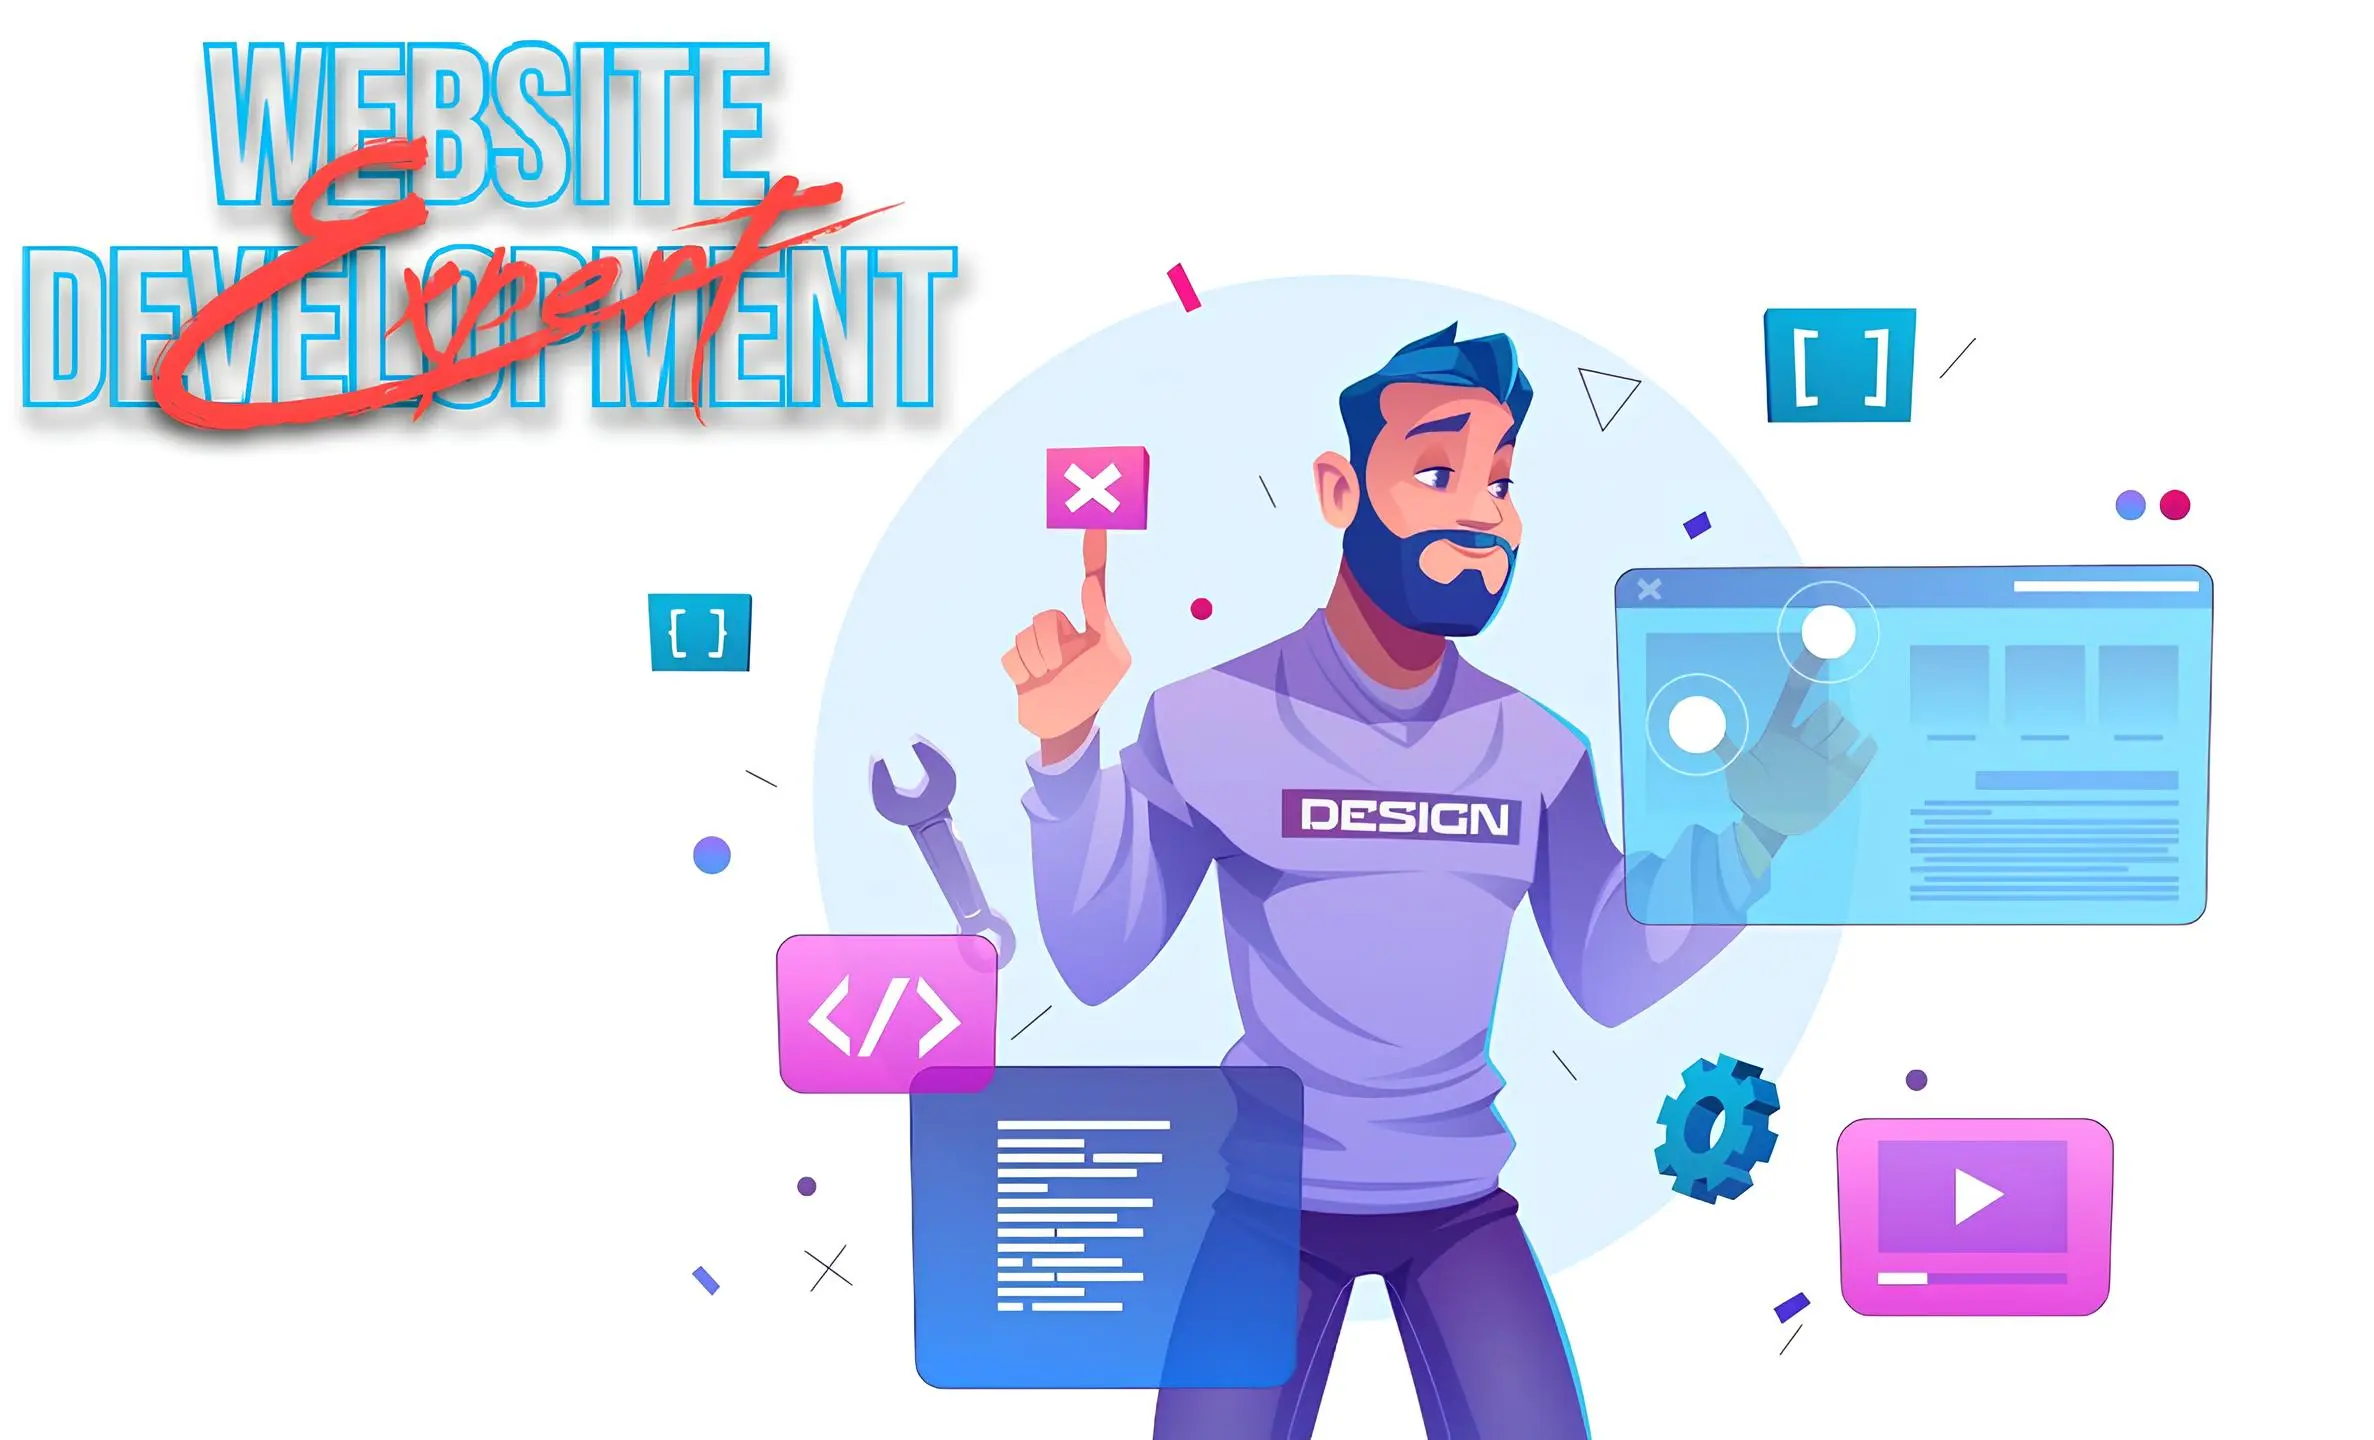 WEBSITE
Expert
DEVELOPMENT
[ ]
{ }
DESIGN
</>